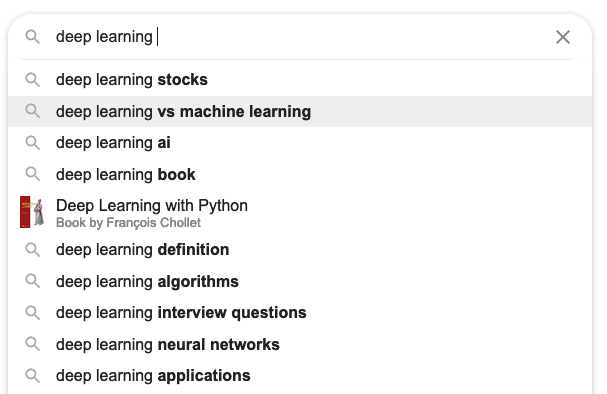 deep learning
deep learning stocks
deep learning vs machine learning
deep learning ai
deep learning book
Deep Learning with Python
Book by François Chollet
deep learning definition
deep learning algorithms
deep learning interview questions
deep learning neural networks
deep learning applications